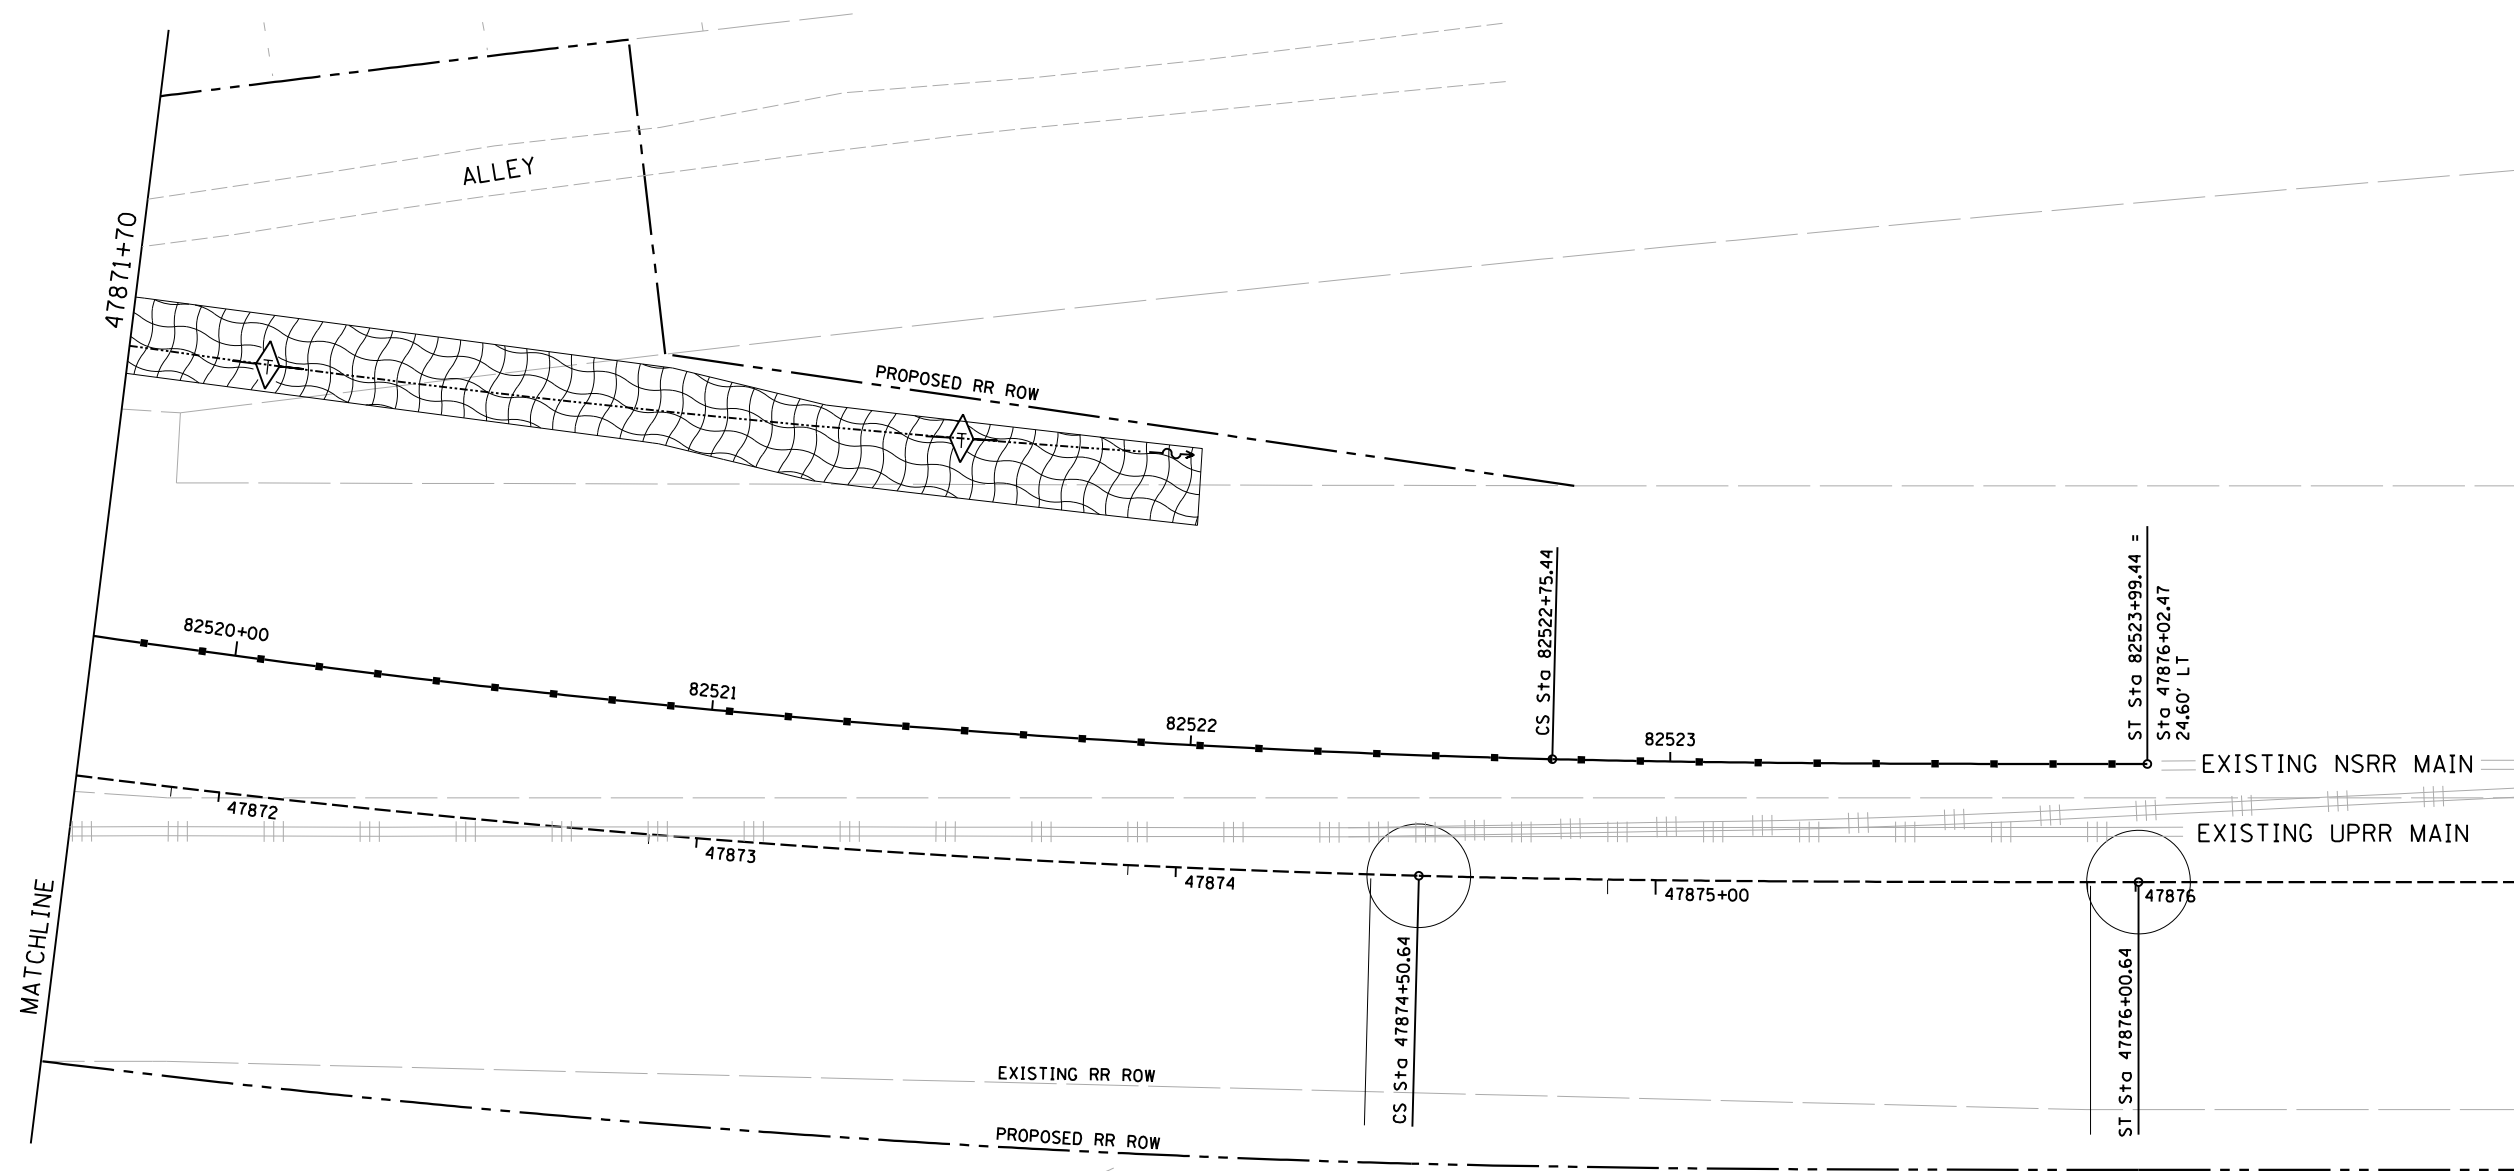 ALLEY
47871+70
PROPOSED RR ROW
T
T
82520+00
82521
82522
CS Sta 82522+75.44
82523
ST Sta 82523+99.44 =
Sta 47876+02.47
24.60' LT
EXISTING NSRR MAIN
EXISTING UPRR MAIN
47872
47873
47874
47875+00
47876
MATCHLINE
CS Sta 47874+50.64
ST Sta 47876+00.64
EXISTING RR ROW
PROPOSED RR ROW